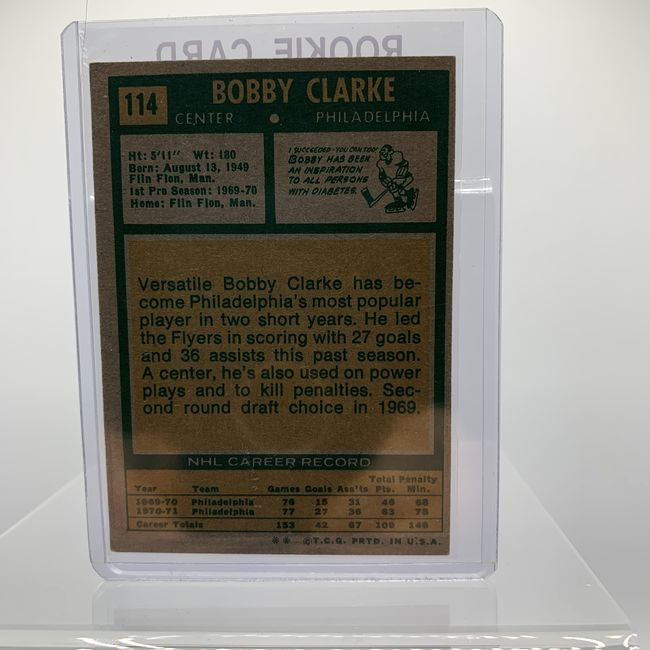 ROOKIE CARD
114
BOBBY CLARKE
CENTER PHILADELPHIA
Ht: 5'11" Wt: 180
Born: August 13, 1949
Flin Flon, Man.
1st Pro Season: 1969-70
Home: Flin Flon, Man.
I SUCCEEDED - YOU CAN TOO!
BOBBY HAS BEEN
AN INSPIRATION
TO ALL PERSONS
WITH DIABETES.
Versatile Bobby Clarke has be-
come Philadelphia's most popular
player in two short years. He led
the Flyers in scoring with 27 goals
and 36 assists this past season.
A center, he's also used on power
plays and to kill penalties. Sec-
ond round draft choice in 1969.
NHL CAREER RECORD
Total Penalty
Year Team Games Goals Ass'ts Pts. Min.
1969-70 Philadelphia 76 15 31 46 68
1970-71 Philadelphia 77 27 36 63 78
Career Totals 153 42 67 109 146
** ©T.C.G. PRTD. IN U.S.A.